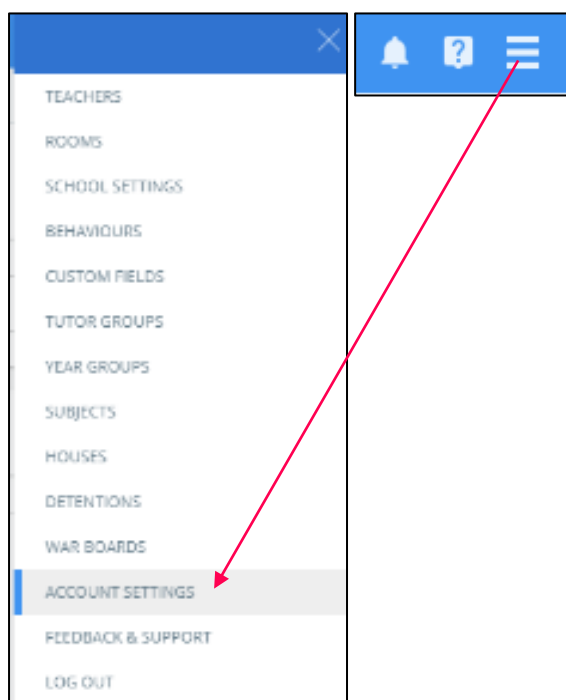 TEACHERS
ROOMS
SCHOOL SETTINGS
BEHAVIOURS
CUSTOM FIELDS
TUTOR GROUPS
YEAR GROUPS
SUBJECTS
HOUSES
DETENTIONS
WAR BOARDS
ACCOUNT SETTINGS
FEEDBACK & SUPPORT
LOG OUT